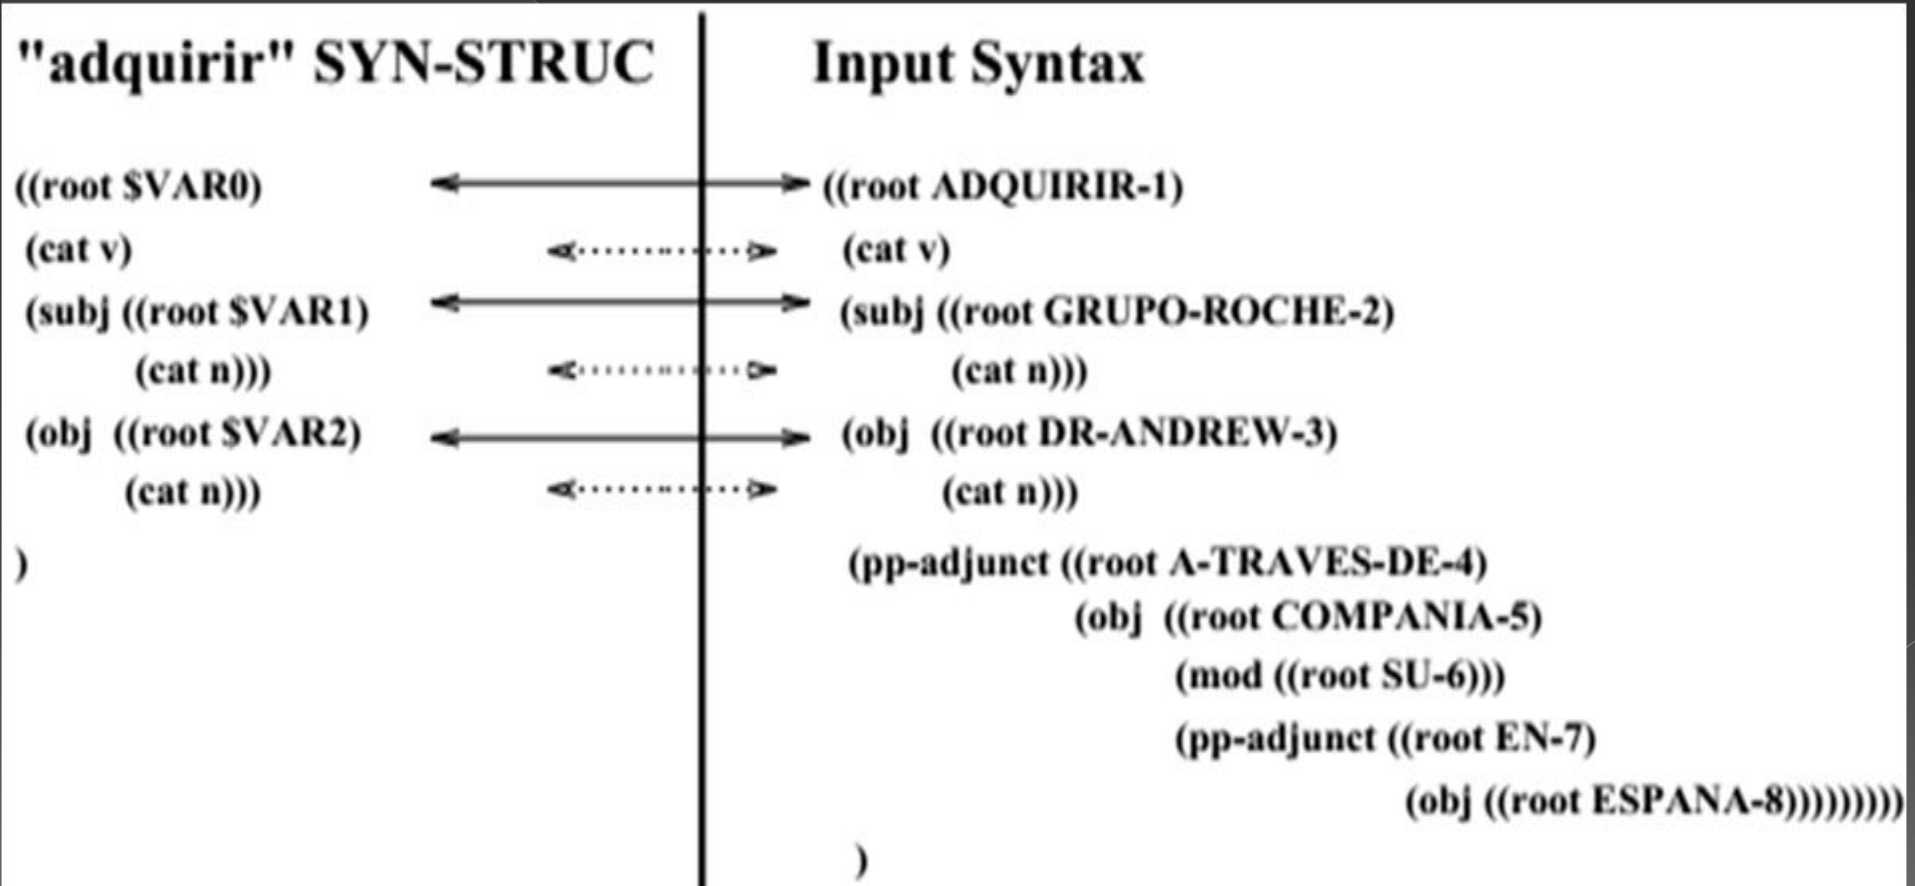 "adquirir" SYN-STRUC
((root $VAR0)
(cat v)
(subj ((root $VAR1)
(cat n)))
(obj ((root $VAR2)
(cat n)))
)
Input Syntax
((root ADQUIRIR-1)
(cat v)
(subj ((root GRUPO-ROCHE-2)
(cat n)))
(obj ((root DR-ANDREW-3)
(cat n)))
(pp-adjunct ((root A-TRAVES-DE-4)
(obj ((root COMPANIA-5)
(mod ((root SU-6)))
(pp-adjunct ((root EN-7)
(obj ((root ESPANA-8)))))))))
)